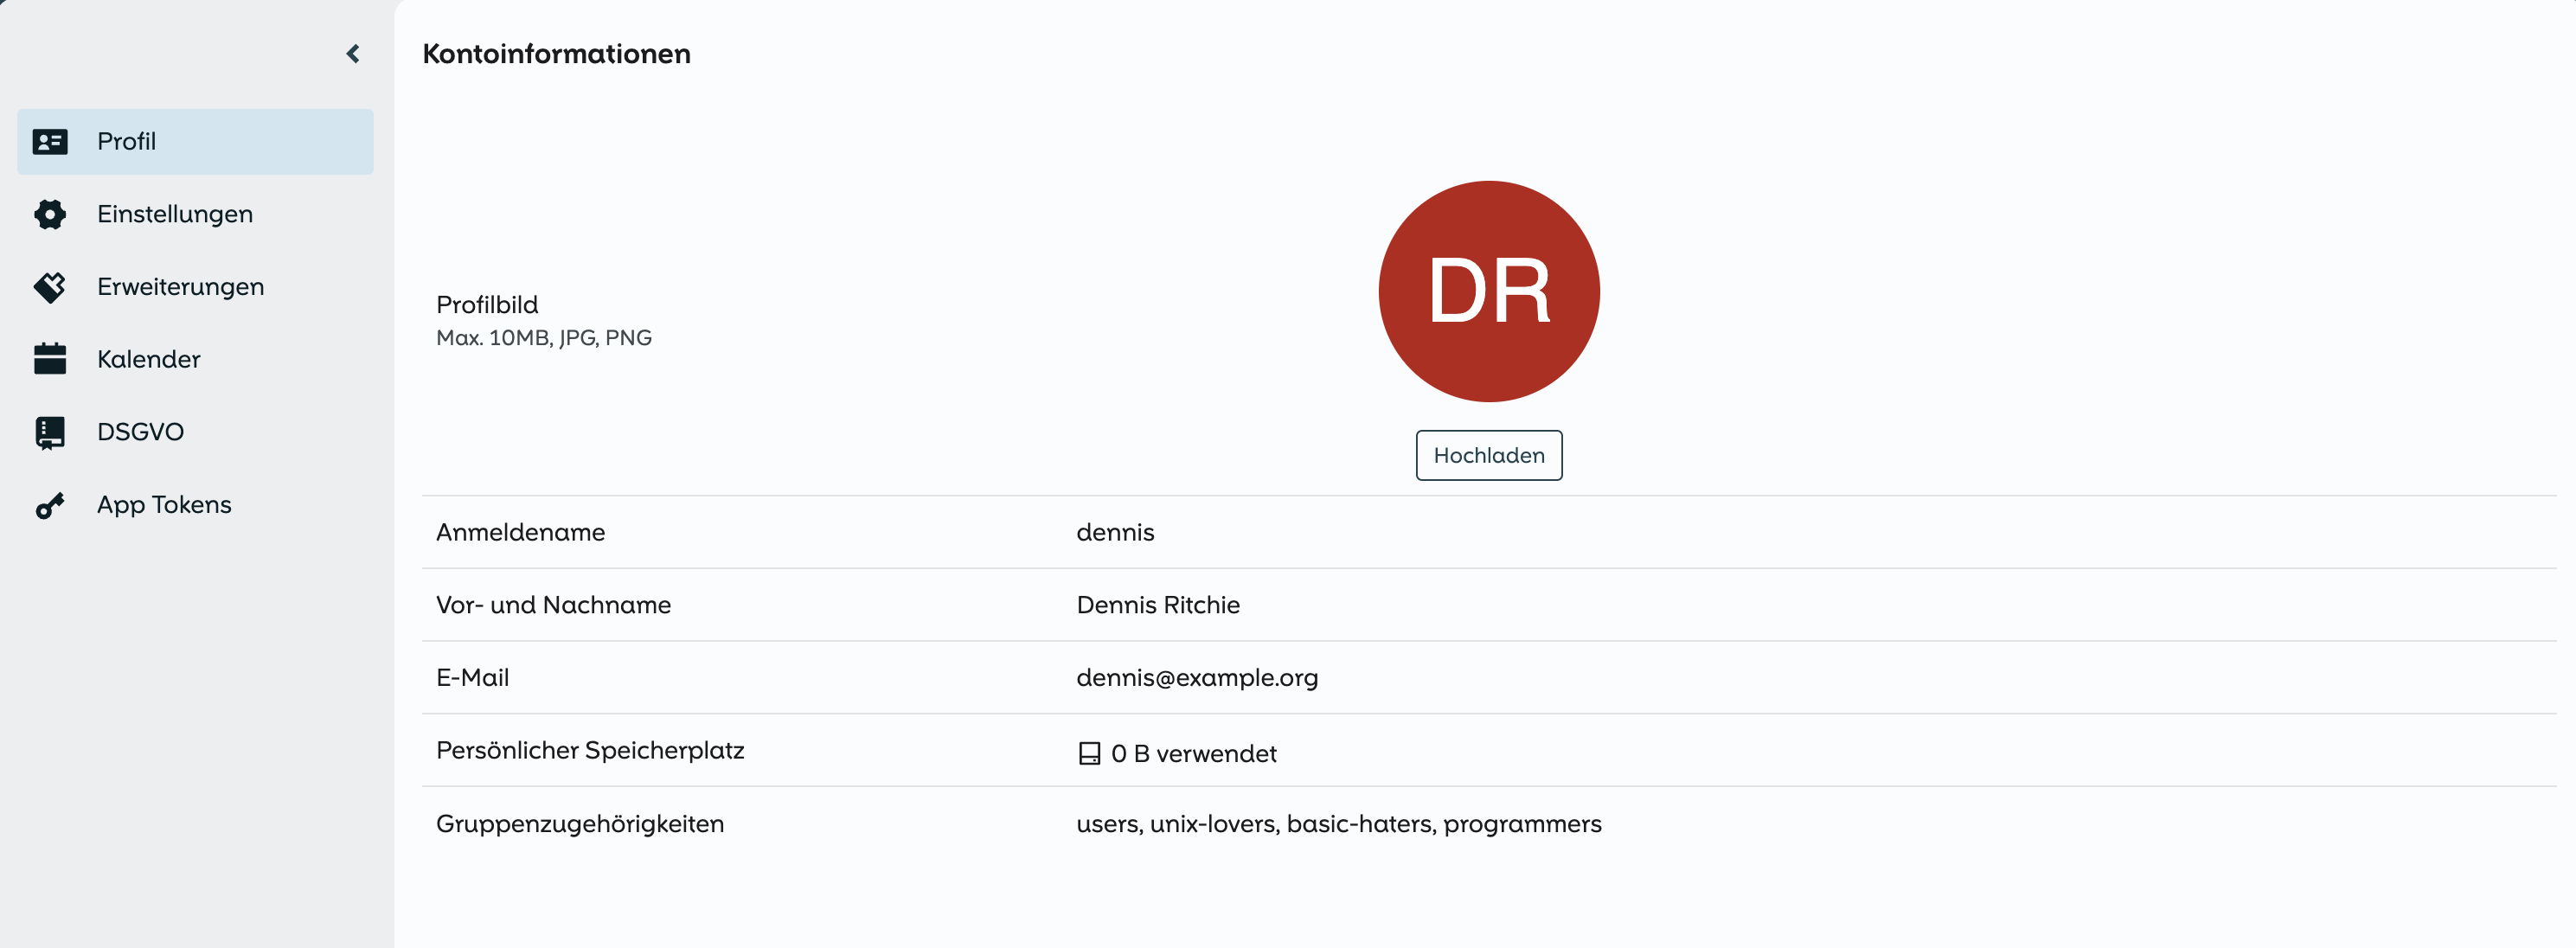 Kontoinformationen
Profil
Einstellungen
Erweiterungen
Kalender
DSGVO
App Tokens
Profilbild
Max. 10MB, JPG, PNG
DR
Hochladen
Anmeldename dennis
Vor- und Nachname Dennis Ritchie
E-Mail dennis@example.org
Persönlicher Speicherplatz 0 B verwendet
Gruppenzugehörigkeiten users, unix-lovers, basic-haters, programmers